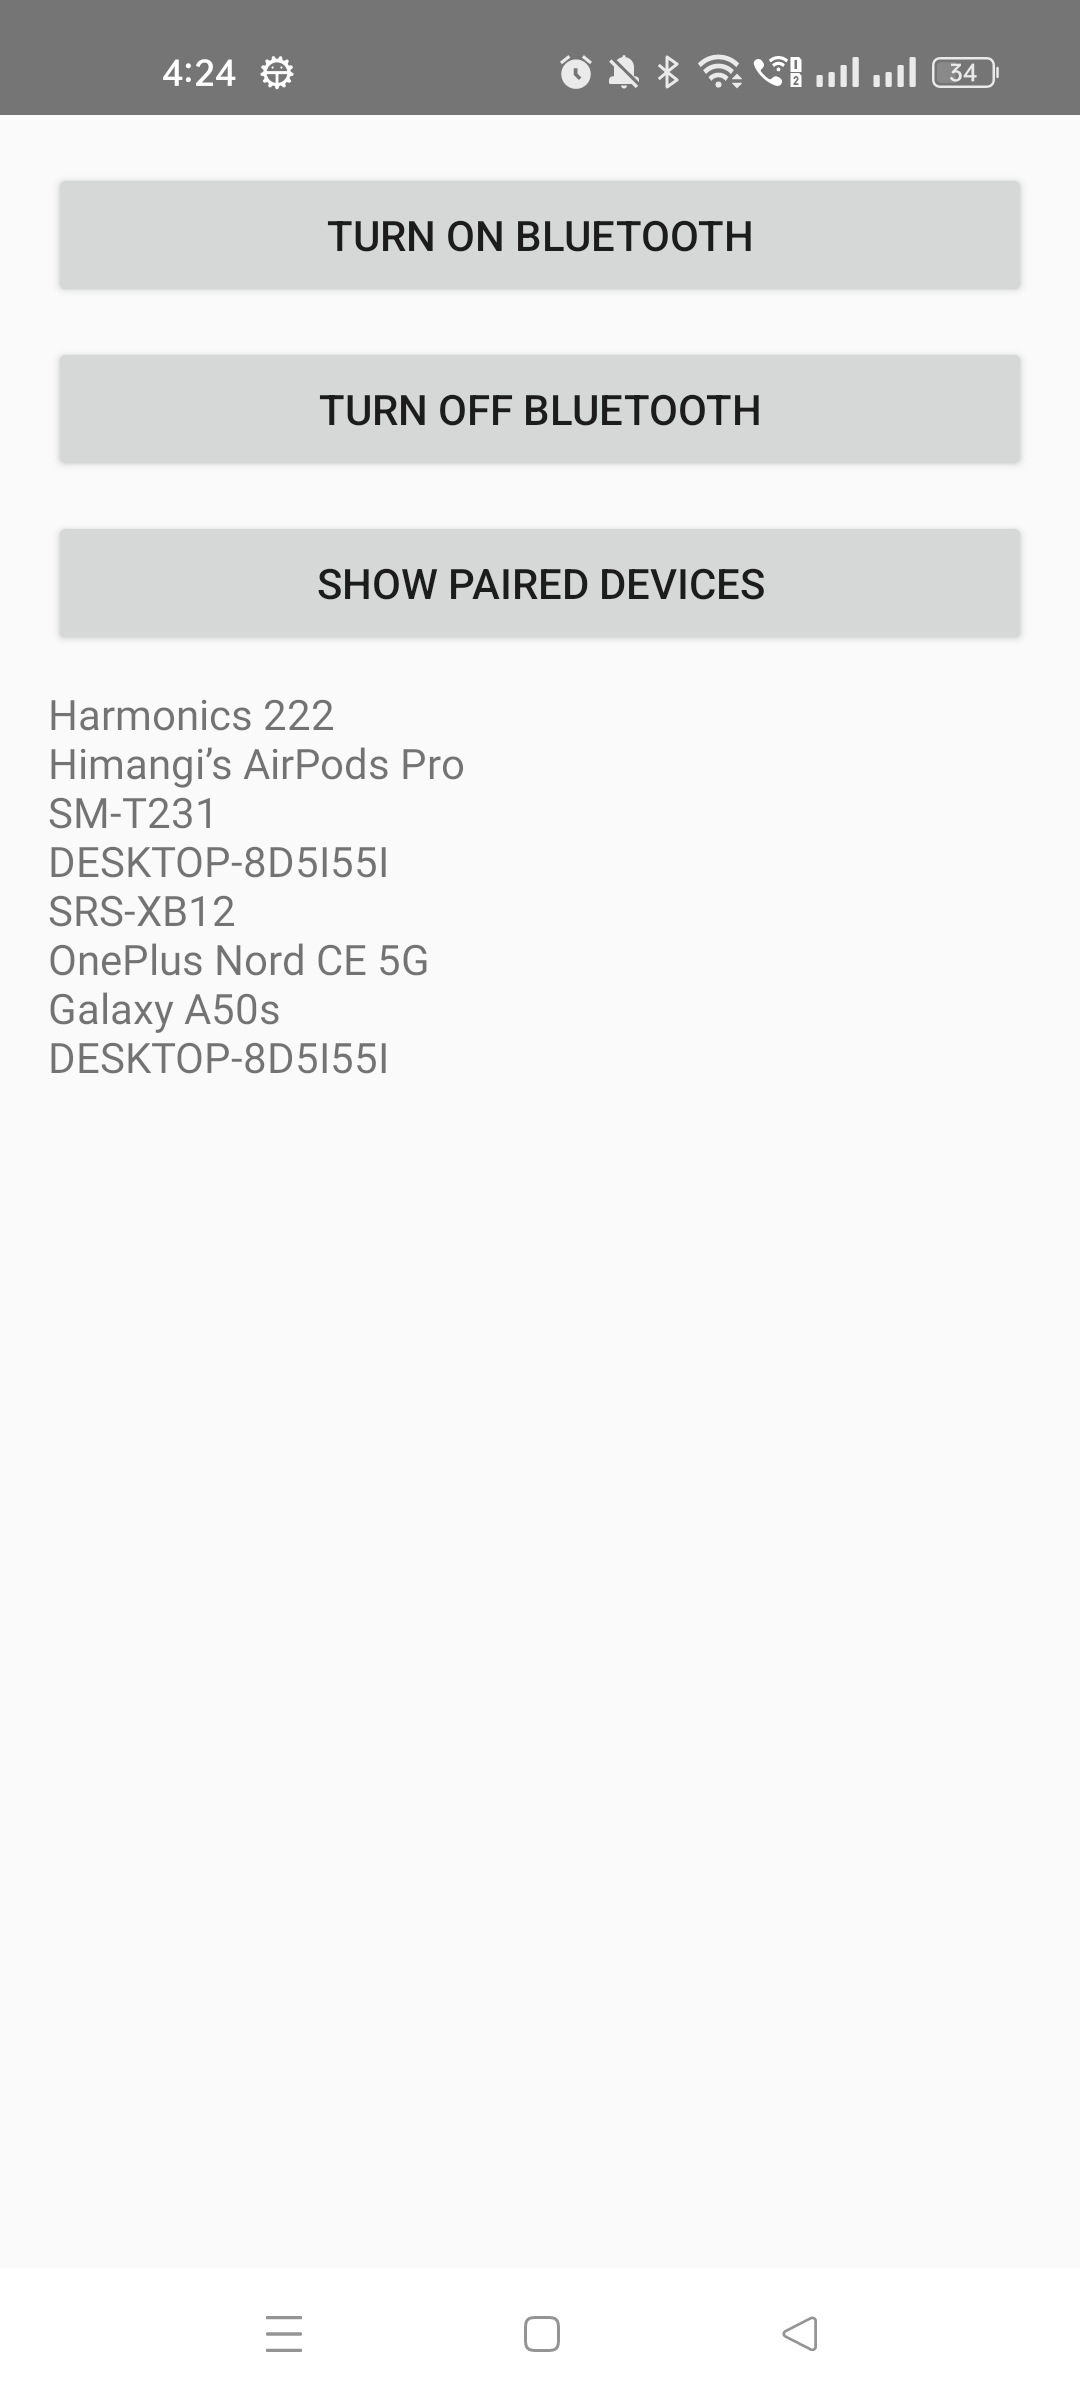 4:24
34
TURN ON BLUETOOTH
TURN OFF BLUETOOTH
SHOW PAIRED DEVICES
Harmonics 222
Himangi’s AirPods Pro
SM-T231
DESKTOP-8D5I55I
SRS-XB12
OnePlus Nord CE 5G
Galaxy A50s
DESKTOP-8D5I55I